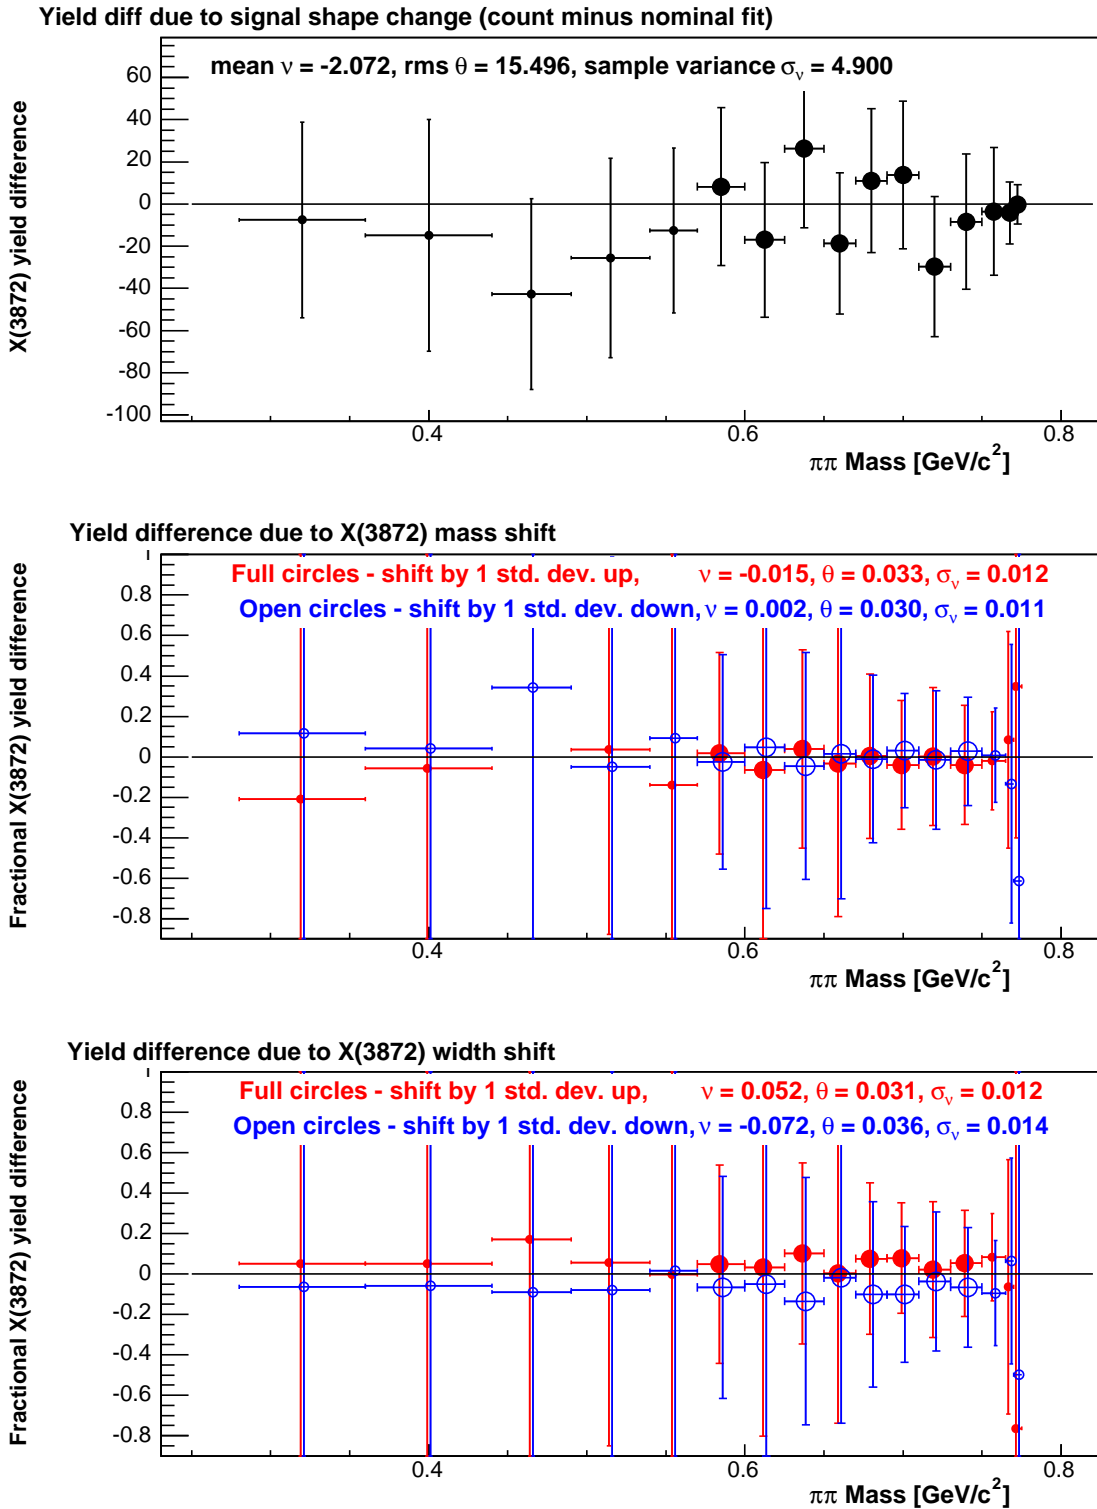 Yield diff due to signal shape change (count minus nominal fit)
mean ν = -2.072, rms θ = 15.496, sample variance σν = 4.900
X(3872) yield difference
60
40
20
0
-20
-40
-60
-80
-100
0.4 0.6 0.8
ππ Mass [GeV/c²]
Yield difference due to X(3872) mass shift
Full circles - shift by 1 std. dev. up, ν = -0.015, θ = 0.033, σν = 0.012
Open circles - shift by 1 std. dev. down, ν = 0.002, θ = 0.030, σν = 0.011
Fractional X(3872) yield difference
1
0.8
0.6
0.4
0.2
0
-0.2
-0.4
-0.6
-0.8
0.4 0.6 0.8
ππ Mass [GeV/c²]
Yield difference due to X(3872) width shift
Full circles - shift by 1 std. dev. up, ν = 0.052, θ = 0.031, σν = 0.012
Open circles - shift by 1 std. dev. down, ν = -0.072, θ = 0.036, σν = 0.014
Fractional X(3872) yield difference
1
0.8
0.6
0.4
0.2
0
-0.2
-0.4
-0.6
-0.8
0.4 0.6 0.8
ππ Mass [GeV/c²]